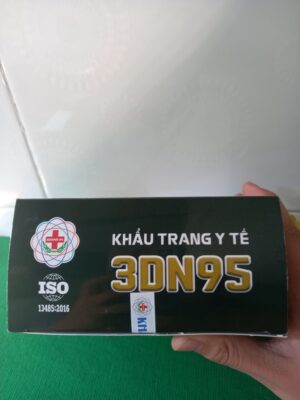 KHẨU TRANG Y TẾ
3DN95
ISO
13485:2016